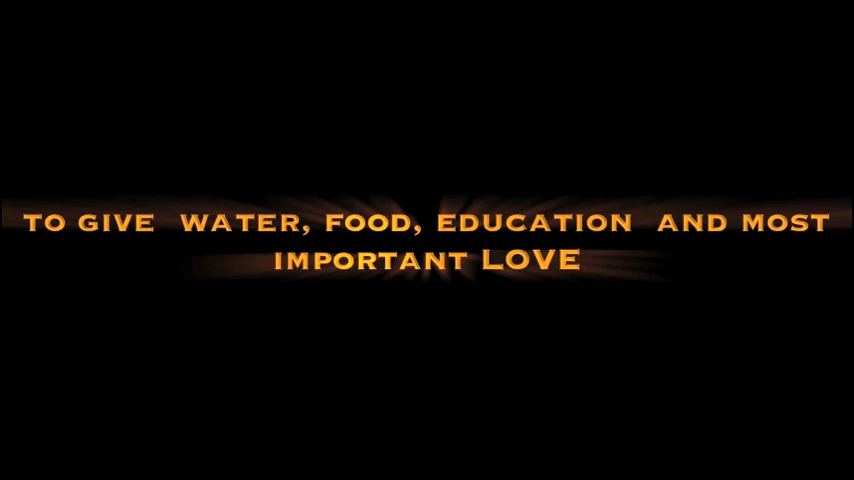 TO GIVE  WATER, FOOD, EDUCATION  AND MOST
IMPORTANT LOVE